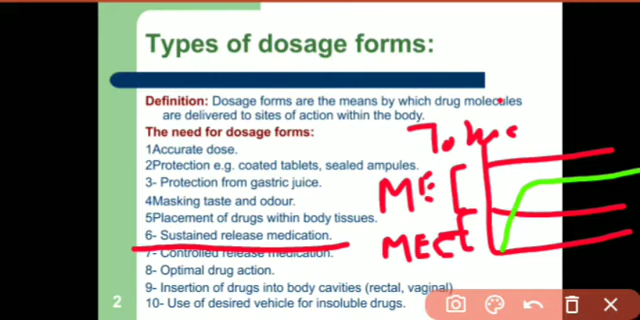 Types of dosage forms:
Definition: Dosage forms are the means by which drug molecules
are delivered to sites of action within the body.
The need for dosage forms:
1Accurate dose.
2Protection e.g. coated tablets, sealed ampules.
3- Protection from gastric juice.
4Masking taste and odour.
5Placement of drugs within body tissues.
6- Sustained release medication.
7- Controlled release medication.
8- Optimal drug action.
9- Insertion of drugs into body cavities (rectal, vaginal)
10- Use of desired vehicle for insoluble drugs.
2